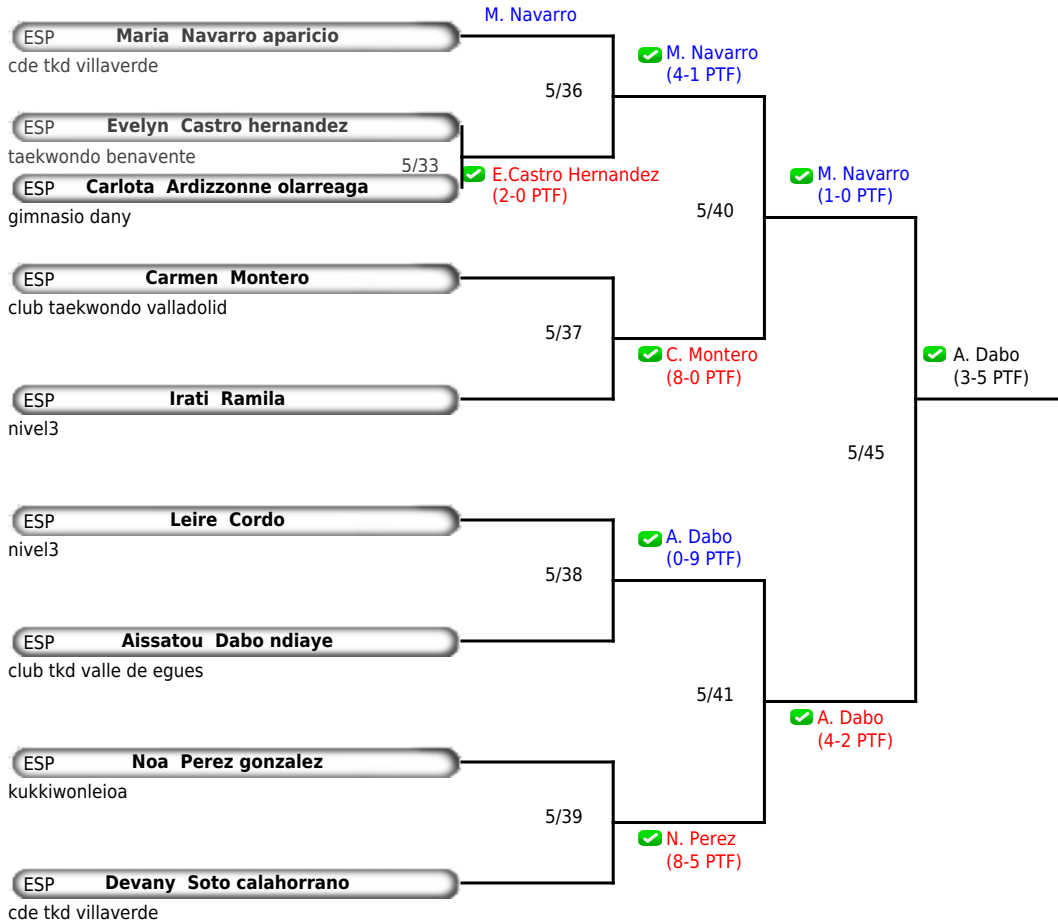 M. Navarro
ESP Maria Navarro aparicio
cde tkd villaverde
M. Navarro
(4-1 PTF)
5/36
ESP Evelyn Castro hernandez
taekwondo benavente
5/33
E.Castro Hernandez
(2-0 PTF)
ESP Carlota Ardizzonne olarreaga
gimnasio dany
M. Navarro
(1-0 PTF)
5/40
ESP Carmen Montero
club taekwondo valladolid
5/37
C. Montero
(8-0 PTF)
A. Dabo
(3-5 PTF)
ESP Irati Ramila
nivel3
5/45
ESP Leire Cordo
nivel3
A. Dabo
(0-9 PTF)
5/38
ESP Aissatou Dabo ndiaye
club tkd valle de egues
5/41
A. Dabo
(4-2 PTF)
ESP Noa Perez gonzalez
kukkiwonleioa
5/39
N. Perez
(8-5 PTF)
ESP Devany Soto calahorrano
cde tkd villaverde